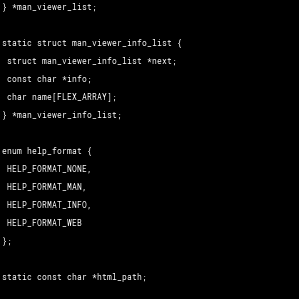 } *man_viewer_list;
static struct man_viewer_info_list {
struct man_viewer_info_list *next;
const char *info;
char name[FLEX_ARRAY];
} *man_viewer_info_list;
enum help_format {
HELP_FORMAT_NONE,
HELP_FORMAT_MAN,
HELP_FORMAT_INFO,
HELP_FORMAT_WEB
};
static const char *html_path;